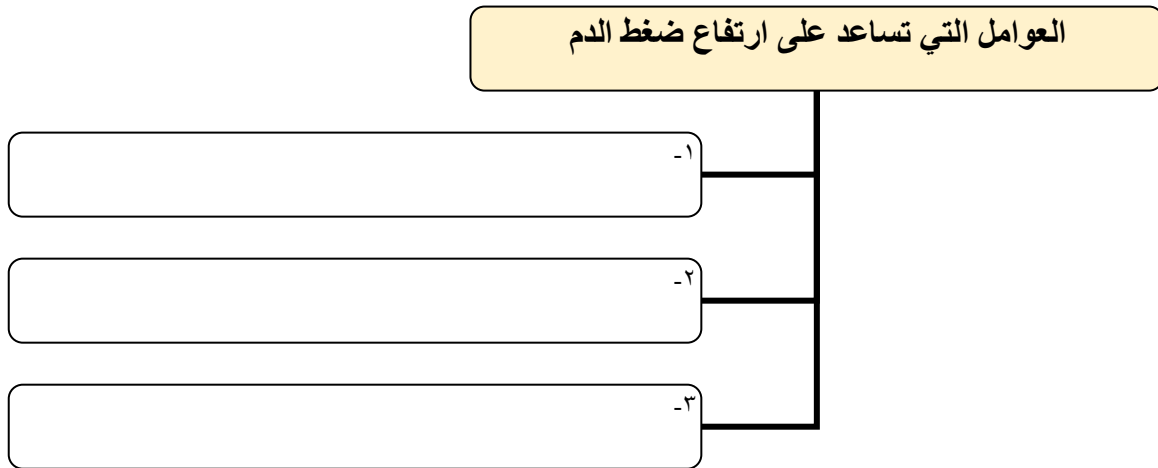 العوامل التي تساعد على ارتفاع ضغط الدم
١-
٢-
٣-